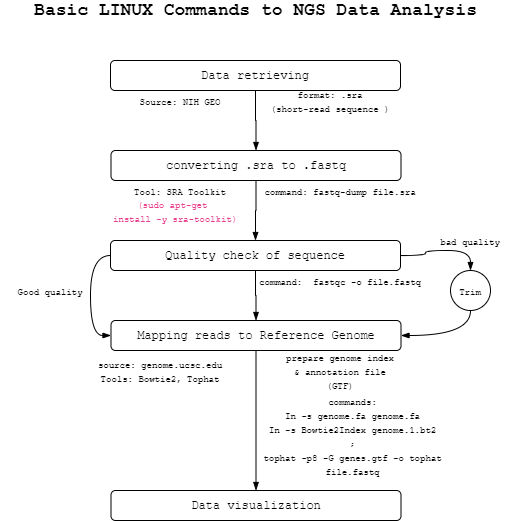 Basic LINUX Commands to NGS Data Analysis
Data retrieving
Source: NIH GEO
format: .sra
(short-read sequence )
converting .sra to .fastq
Tool: SRA Toolkit
(sudo apt-get
install -y sra-toolkit)
command: fastq-dump file.sra
Quality check of sequence
bad quality
command:  fastqc -o file.fastq
Good quality
Trim
Mapping reads to Reference Genome
source: genome.ucsc.edu
Tools: Bowtie2, Tophat
prepare genome index
& annotation file
(GTF)
commands:
In -s genome.fa genome.fa
In -s Bowtie2Index genome.1.bt2
;
tophat -p8 -G genes.gtf -o tophat
file.fastq
Data visualization